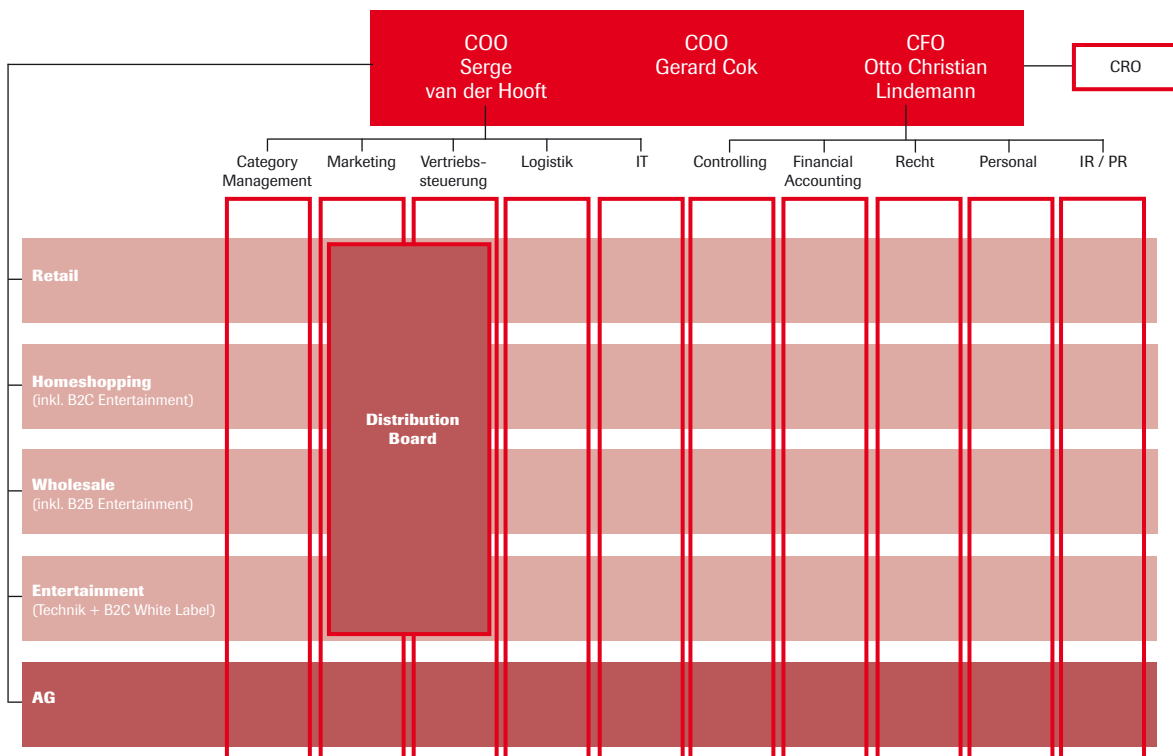 COO
Serge
van der Hooft
COO
Gerard Cok
CFO
Otto Christian
Lindemann
CRO
Category
Management
Marketing
Vertriebs-
steuerung
Logistik
IT
Controlling
Financial
Accounting
Recht
Personal
IR / PR
Retail
Homeshopping
(inkl. B2C Entertainment)
Distribution
Board
Wholesale
(inkl. B2B Entertainment)
Entertainment
(Technik + B2C White Label)
AG